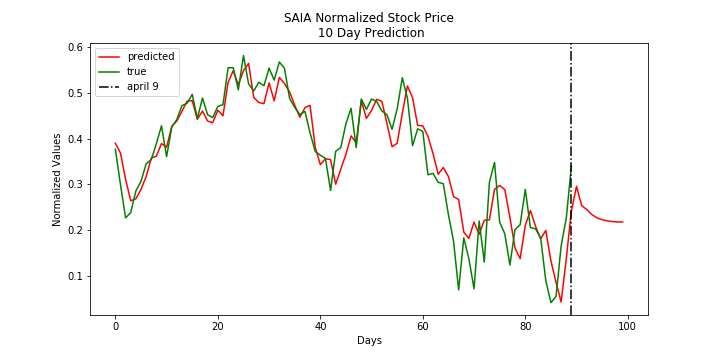 SAIA Normalized Stock Price
10 Day Prediction
predicted
true
april 9
Normalized Values
0.6
0.5
0.4
0.3
0.2
0.1
0 20 40 60 80 100
Days